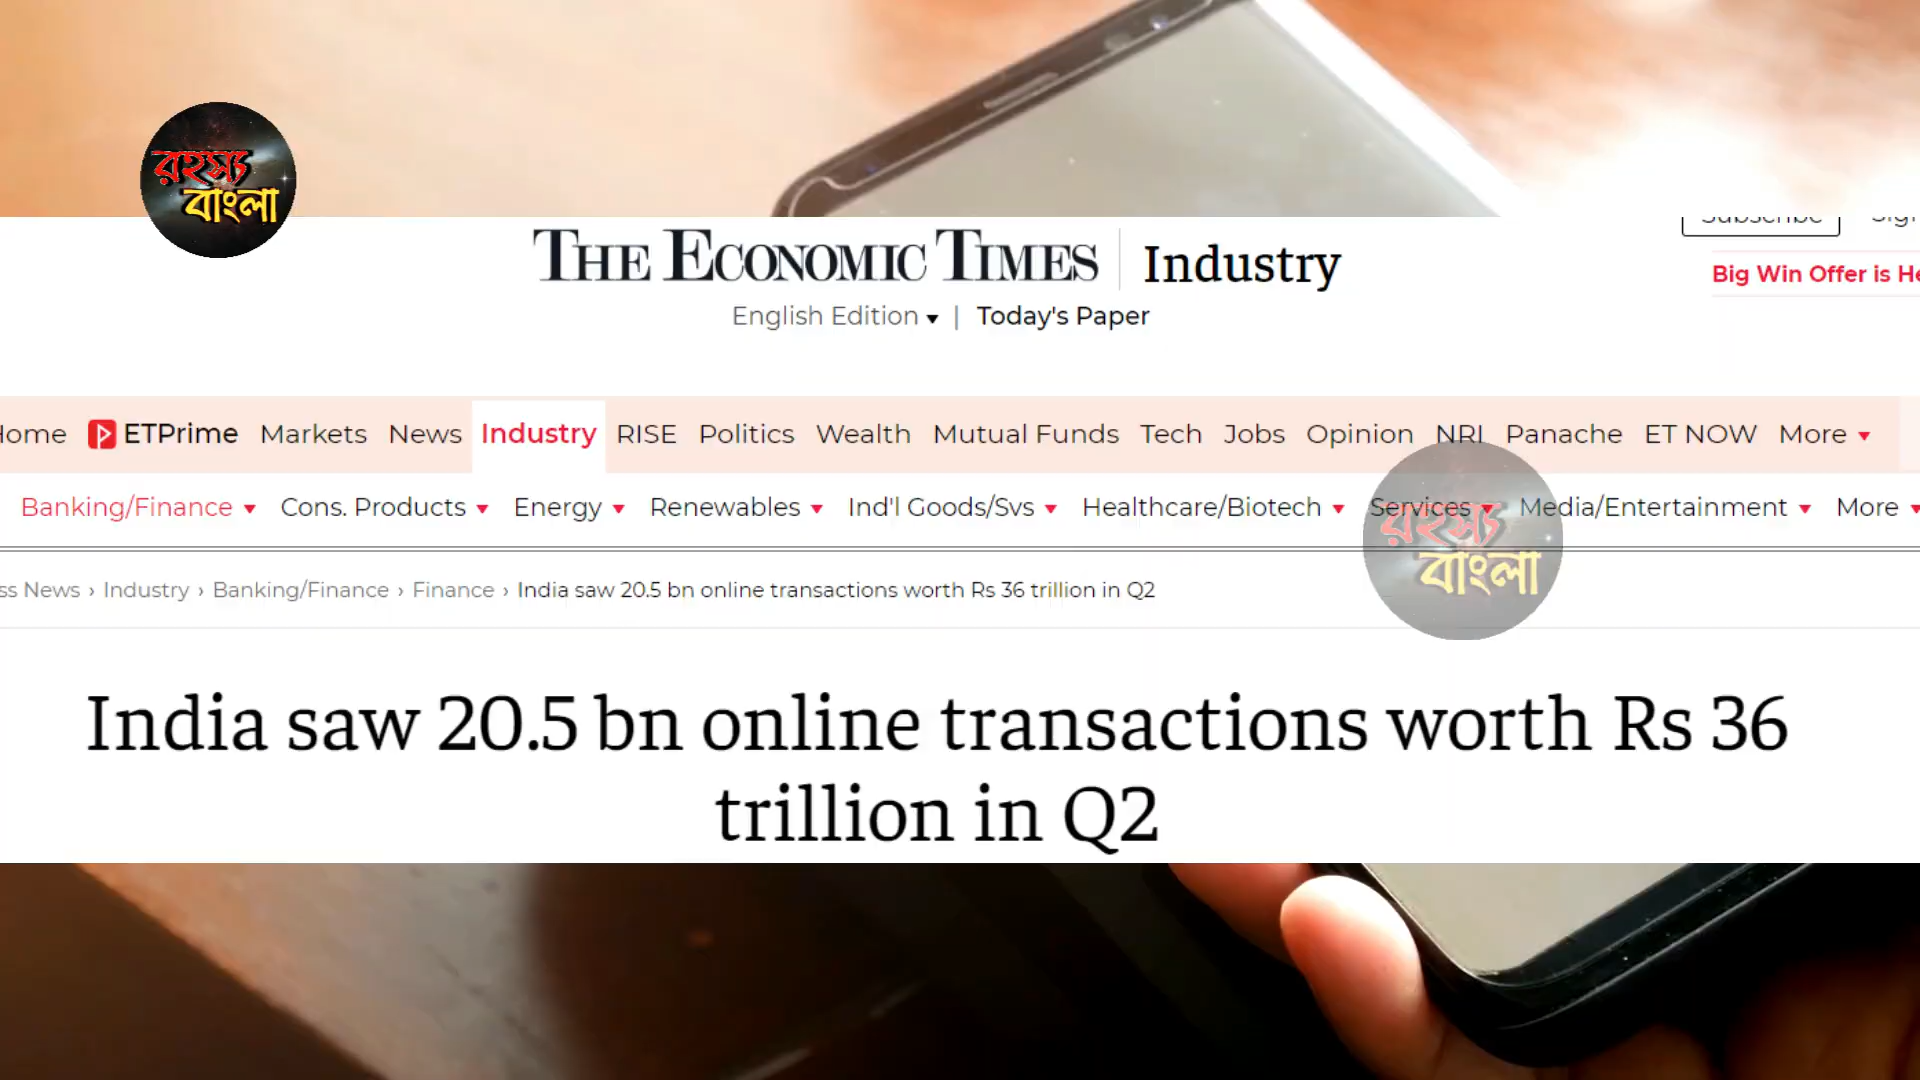 রহস্য
বাংলা
Subscribe
THE ECONOMIC TIMES Industry
Big Win Offer is
English Edition | Today's Paper
ETPrime Markets News Industry RISE Politics Wealth Mutual Funds Tech Jobs Opinion NRI Panache ET NOW More
Banking/Finance Cons. Products Energy Renewables Ind'l Goods/Svs Healthcare/Biotech Services Media/Entertainment More
রহস্য
বাংলা
News › Industry › Banking/Finance › Finance › India saw 20.5 bn online transactions worth Rs 36 trillion in Q2
India saw 20.5 bn online transactions worth Rs 36
trillion in Q2